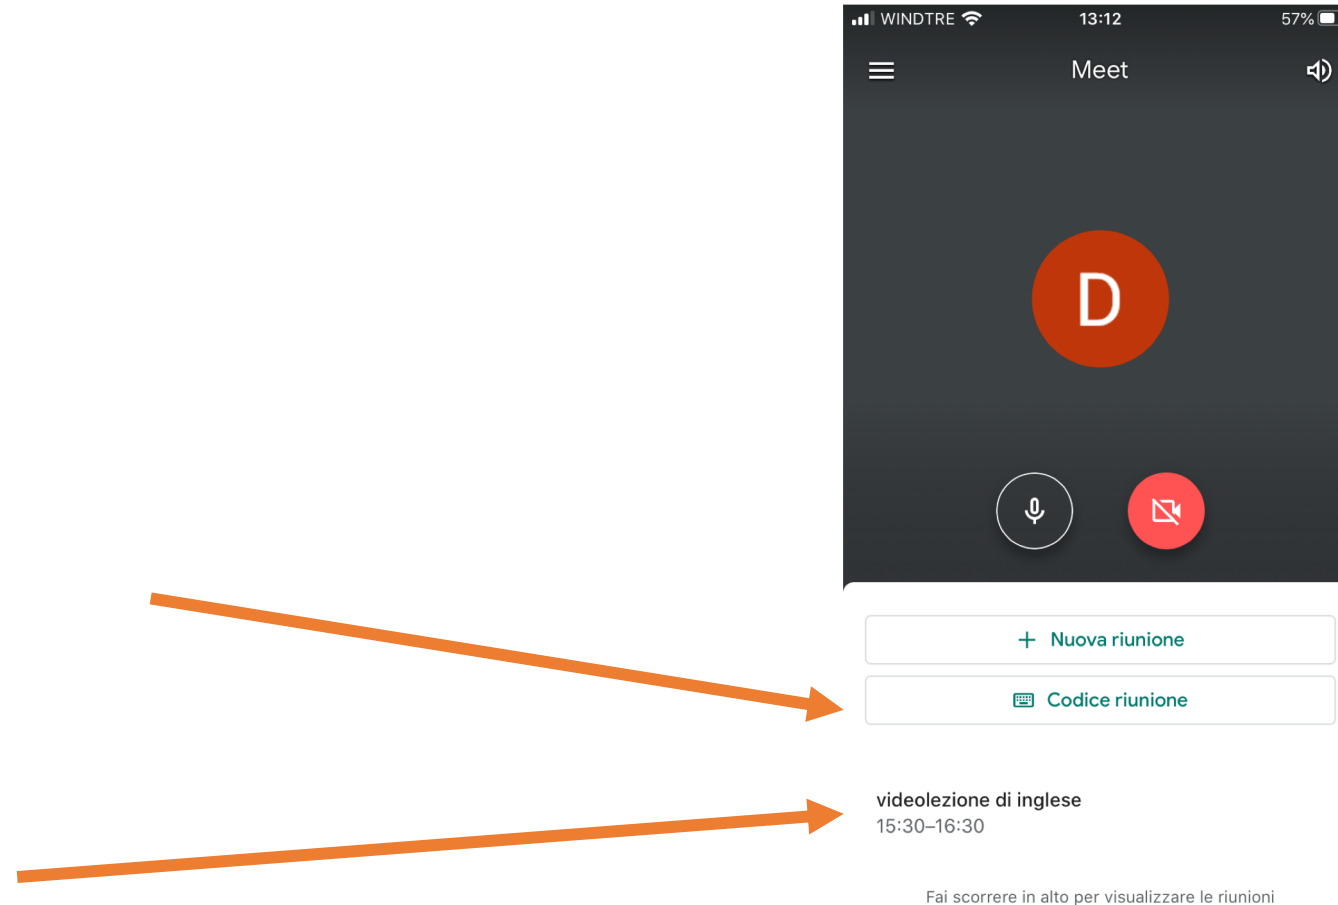 WINDTRE 13:12 57%
Meet
D
+ Nuova riunione
Codice riunione
videolezione di inglese
15:30–16:30
Fai scorrere in alto per visualizzare le riunioni